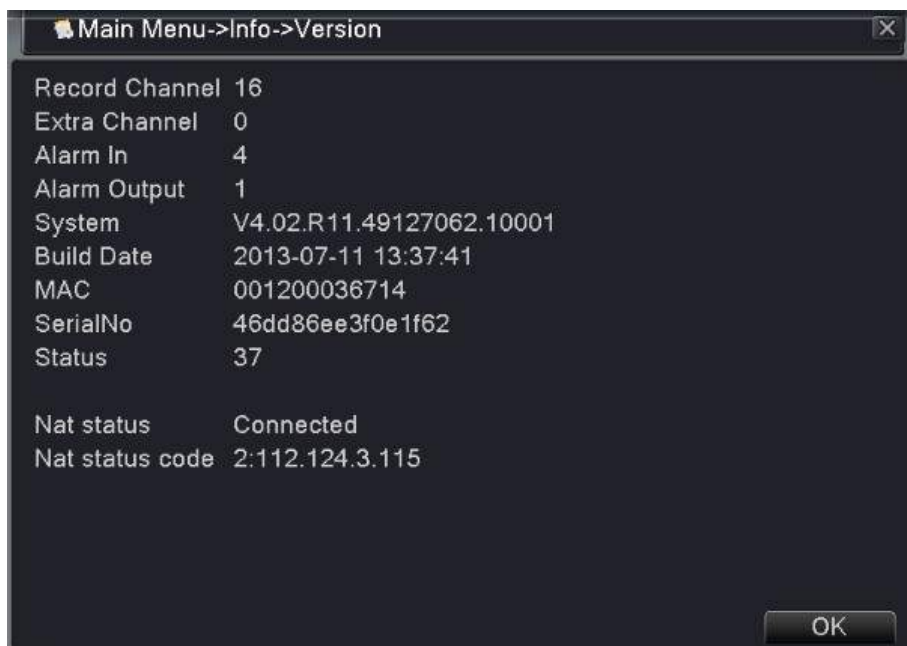 Main Menu->Info->Version
Record Channel 16
Extra Channel 0
Alarm In 4
Alarm Output 1
System V4.02.R11.49127062.10001
Build Date 2013-07-11 13:37:41
MAC 001200036714
SerialNo 46dd86ee3f0e1f62
Status 37
Nat status Connected
Nat status code 2:112.124.3.115
OK